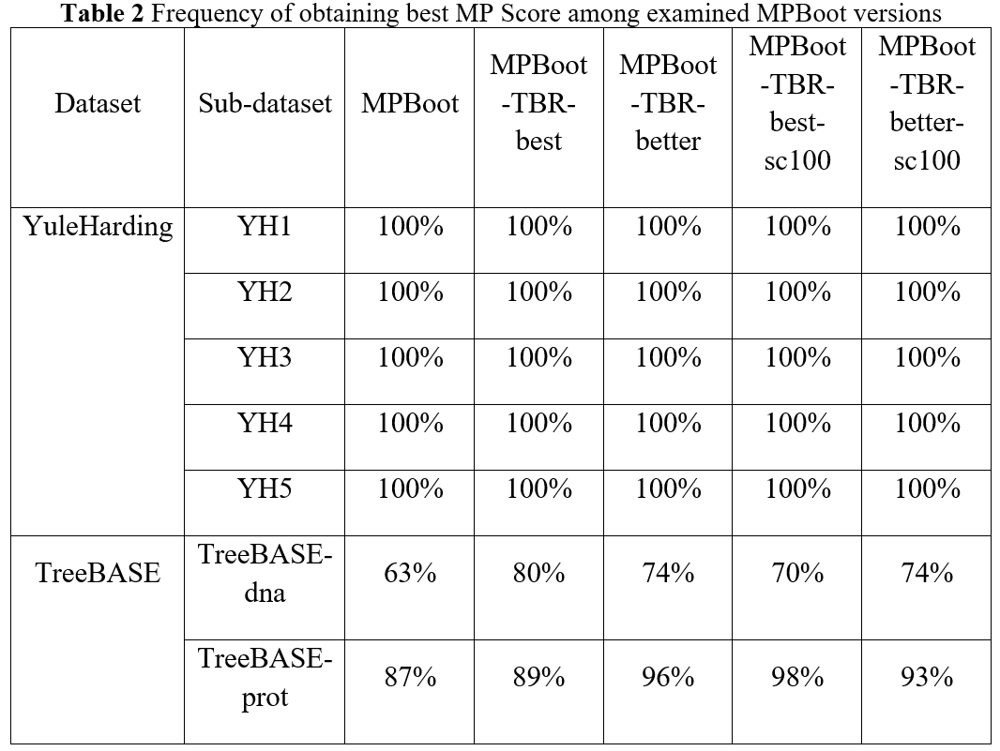 Table 2 Frequency of obtaining best MP Score among examined MPBoot versions
Dataset
Sub-dataset
MPBoot
MPBoot
-TBR-
best
MPBoot
-TBR-
better
MPBoot
-TBR-
best-
sc100
MPBoot
-TBR-
better-
sc100
YuleHarding
YH1
100%
100%
100%
100%
100%
YH2
100%
100%
100%
100%
100%
YH3
100%
100%
100%
100%
100%
YH4
100%
100%
100%
100%
100%
YH5
100%
100%
100%
100%
100%
TreeBASE
TreeBASE-
dna
63%
80%
74%
70%
74%
TreeBASE-
prot
87%
89%
96%
98%
93%